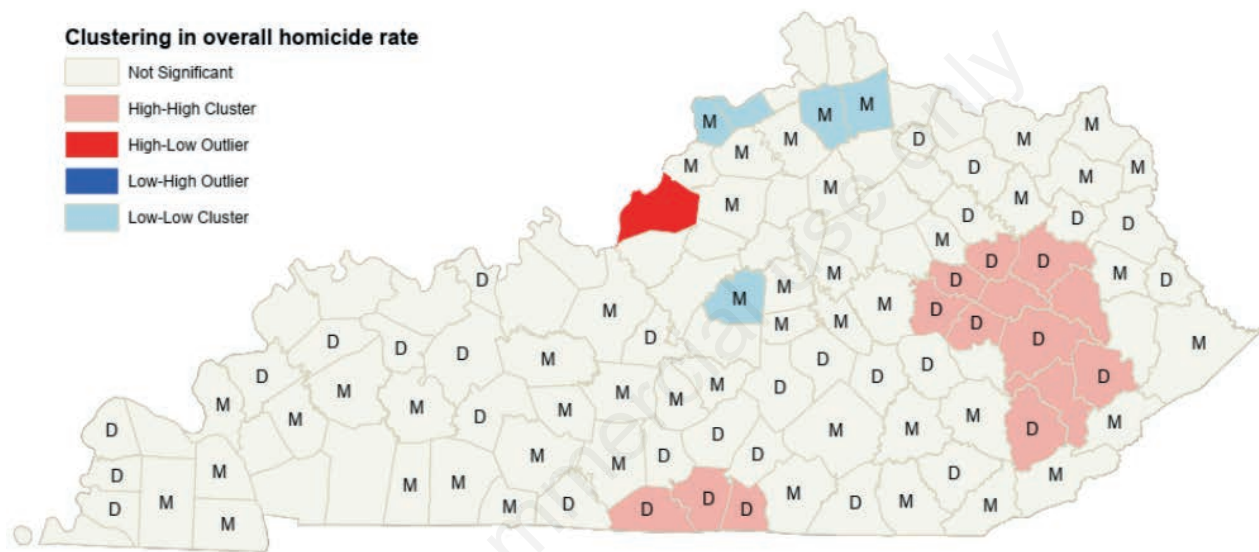 Clustering in overall homicide rate
Not Significant
High-High Cluster
High-Low Outlier
Low-High Outlier
Low-Low Cluster
M M M M
M D M
M D M M
M M M
M D D D
M D D
D M D M D
M M M
M D
M M D
D D D D M
D M D
D D D D
M M M M D
M M M
M D M M
D D M M D
M M D D
D M D M
M M M
D M M D D D D D M M
M